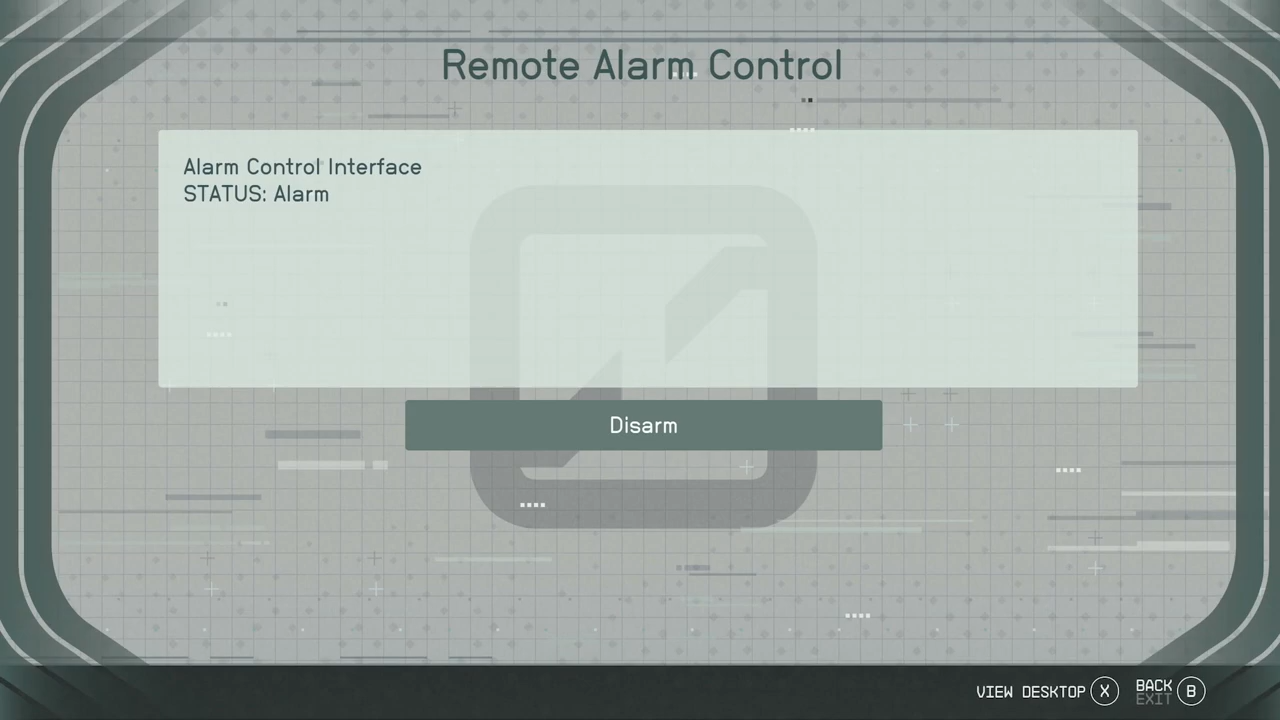 Remote Alarm Control
Alarm Control Interface
STATUS: Alarm
Disarm
VIEW DESKTOP X
BACK B
EXIT